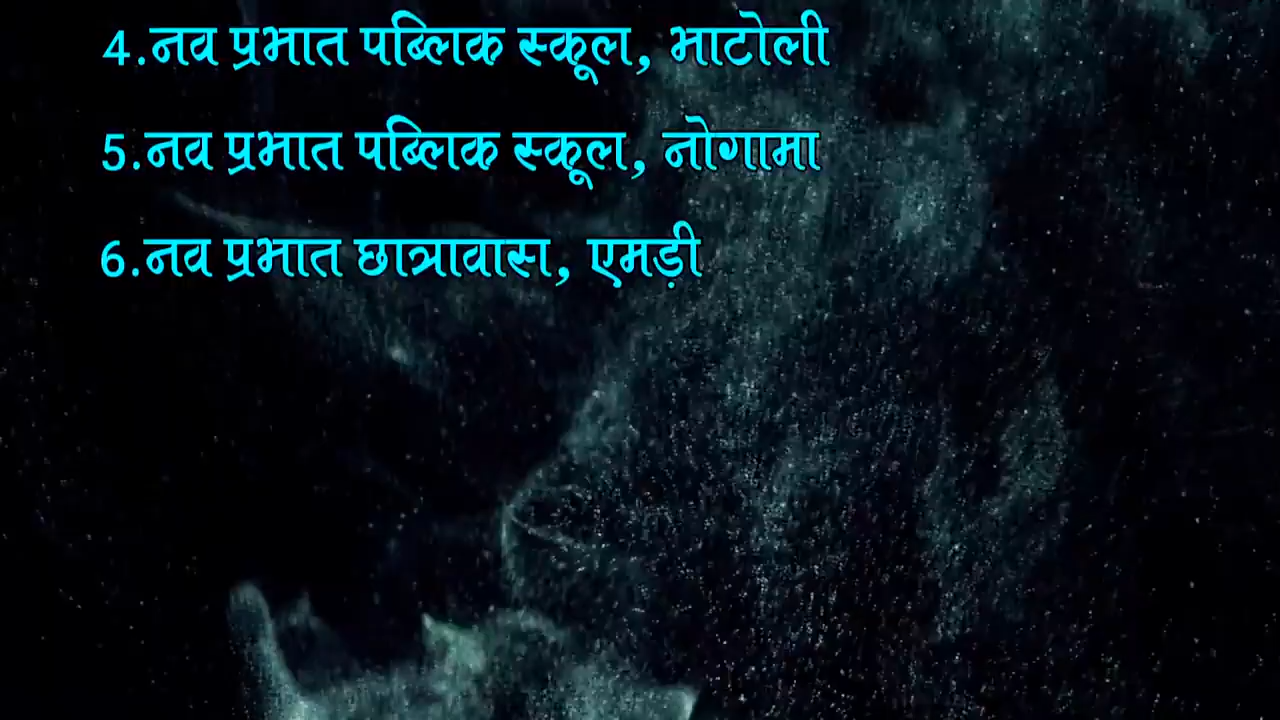 4.नव प्रभात पब्लिक स्कूल, भाटोली
5.नव प्रभात पब्लिक स्कूल, नोगामा
6.नव प्रभात छात्रावास, एमड़ी